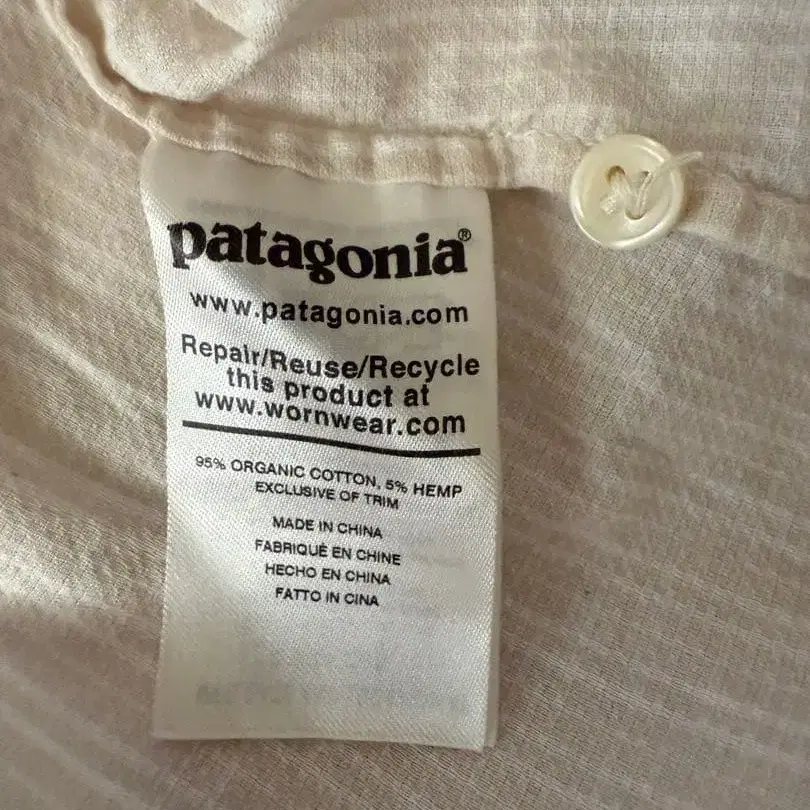 patagonia®
www.patagonia.com
Repair/Reuse/Recycle
this product at
www.wornwear.com
95% ORGANIC COTTON, 5% HEMP
EXCLUSIVE OF TRIM
MADE IN CHINA
FABRIQUÉ EN CHINE
HECHO EN CHINA
FATTO IN CINA